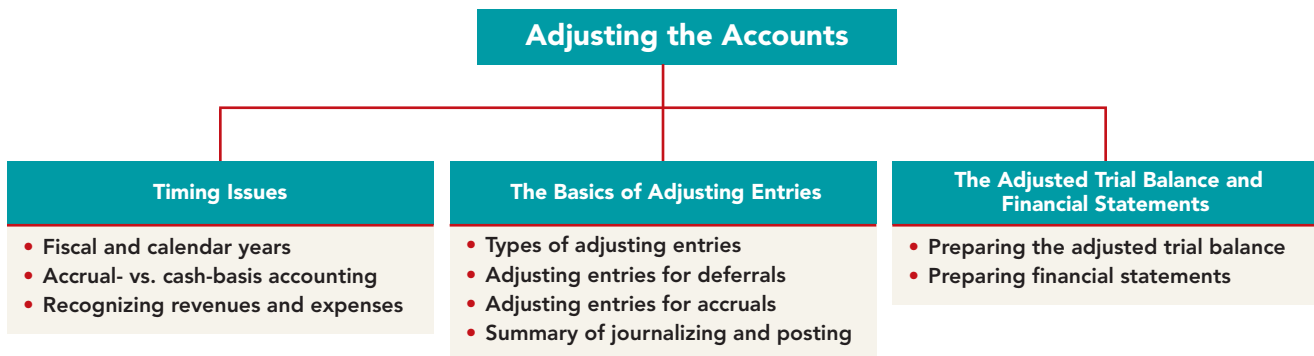 Adjusting the Accounts
Timing Issues
• Fiscal and calendar years
• Accrual- vs. cash-basis accounting
• Recognizing revenues and expenses
The Basics of Adjusting Entries
• Types of adjusting entries
• Adjusting entries for deferrals
• Adjusting entries for accruals
• Summary of journalizing and posting
The Adjusted Trial Balance and
Financial Statements
• Preparing the adjusted trial balance
• Preparing financial statements